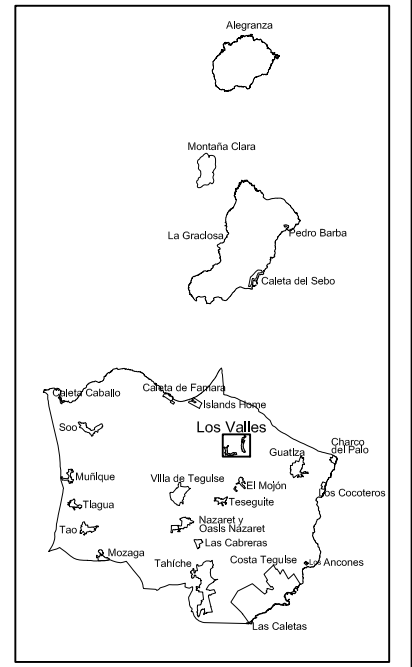 Alegranza
Montaña Clara
La Graciosa
Pedro Barba
Caleta del Sebo
Caleta Caballo
Caleta de Famara
Islands Home
Soo
Los Valles
Guatiza
Charco
del Palo
Muñique
Villa de Teguise
El Mojón
Los Cocoteros
Tiagua
Teseguite
Tao
Nazaret y
Oasis Nazaret
Mozaga
Las Cabreras
Tahíche
Costa Teguise
Los Ancones
Las Caletas